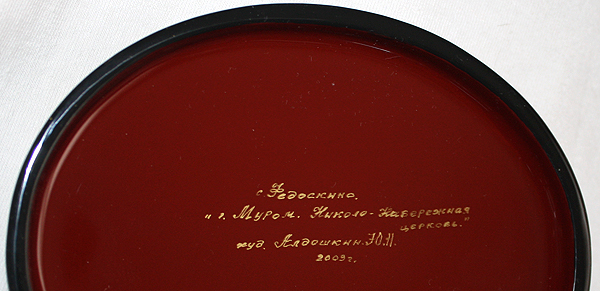 с. Федоскино.
"г. Муром. Николо-Набережная
церковь."
худ. Алдошкин. Ю.П.
2009г.